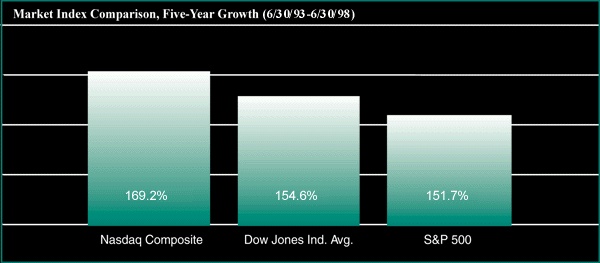 Market Index Comparison, Five-Year Growth (6/30/93-6/30/98)
169.2%
154.6%
151.7%
Nasdaq Composite
Dow Jones Ind. Avg.
S&P 500